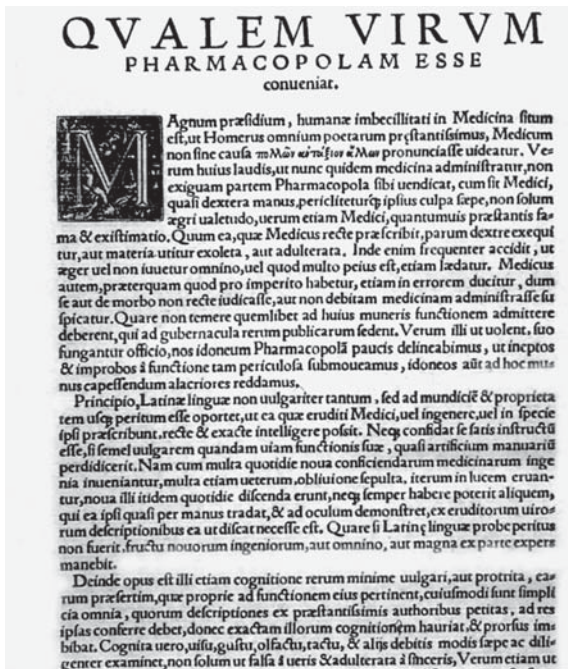 QVALEM VIRVM
PHARMACOPOLAM ESSE
conueniat.
MAgnum præsidium, humanæ imbecillitati in Medicina situm
est, ut Homerus omnium poetarum pręstantissimus, Medicum
non sine causa πολλῶν ἀντάξιον ἄλλων pronunciasse uideatur. Ve=
rum huius laudis, ut nunc quidem medicina administratur, non
exiguam partem Pharmacopola sibi uendicat, cum sit Medici,
quasi dextera manus, pericliteturq́; ipsius culpa sæpe, non solum
ægri ualetudo, uerum etiam Medici, quantumuis præstantis fa=
ma & existimatio. Quum ea, quæ Medicus recte præscribit, parum dextre exequi
tur, aut materia utitur exoleta, aut adulterata. Inde enim frequenter accidit, ut
æger uel non iuuetur omnino, uel quod multo peius est, etiam lædatur. Medicus
autem, præterquam quod pro imperito habetur, etiam in errorem ducitur, dum
se aut de morbo non recte iudicasse, aut non debitam medicinam administrasse su
spicatur. Quare non temere quemlibet ad huius muneris functionem admittere
deberent, qui ad gubernacula rerum publicarum sedent. Verum illi ut uolent, suo
fungantur officio, nos idoneum Pharmacopolā paucis delineabimus, ut ineptos
& improbos à functione tam periculosa submoueamus, idoneos aūt ad hoc mu=
nus capessendum alacriores reddamus.
Principio, Latinæ linguæ non uulgariter tantum, sed ad mundiciē & proprieta
tem usq; peritum esse oportet, ut ea quæ eruditi Medici, uel in genere, uel in specie
ipsi præscribunt, recte & exacte intelligere possit. Neq; confidat se satis instructū
esse, si semel uulgarem quandam uiam functionis suæ, quasi artificium manuariū
perdidicerit. Nam cum multa quotidie noua conficiendarum medicinarum inge
nia inueniantur, multa etiam ueterum, obliuione sepulta, iterum in lucem eruan=
tur, noua illi itidem quotidie discenda erunt, neq; semper habere poterit aliquem,
qui ea ipsi quasi per manus tradat, & ad oculum demonstret, ex eruditorum uiro=
rum descriptionibus ea ut discat necesse est. Quare si Latinę linguæ probe peritus
non fuerit, fructu nouorum ingeniorum, aut omnino, aut magna ex parte expers
manebit.
Deinde opus est illi etiam cognitione rerum minime uulgari, aut protrita, ea=
rum præsertim, quæ proprie ad functionem eius pertinent, cuiusmodi sunt simpli
cia omnia, quorum descriptiones ex præstantissimis authoribus petitas, ad res
ipsas conferre debet, donec exactam illorum cognitionem hauriat, & prorsus im=
bibat. Cognita uero, uisu, gustu, olfactu, tactu, & alijs debitis modis sæpe ac dili=
genter examinet, non solum ut falsa à ueris & adulterata à sinceris. Verum etiam ut